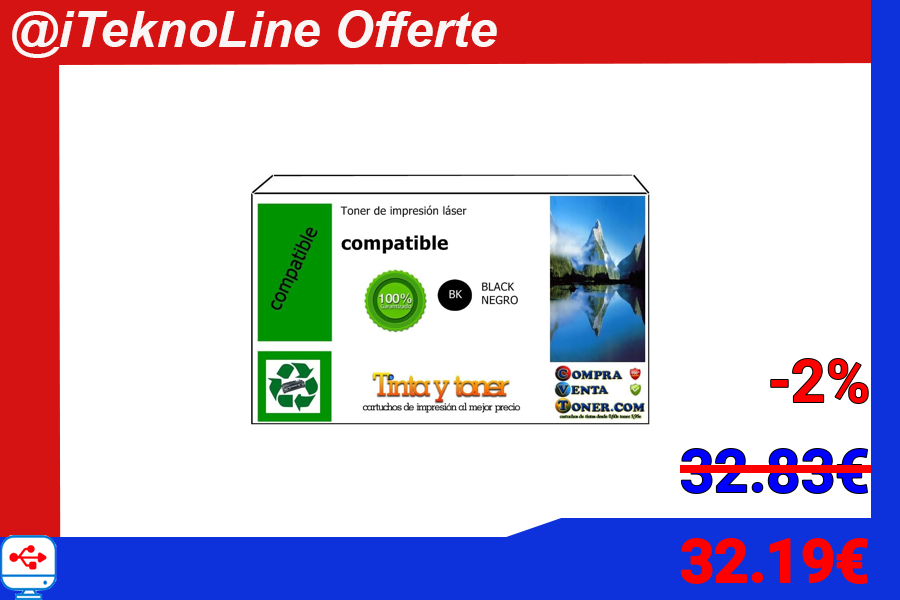 @iTeknoLine Offerte
compatible
Toner de impresión láser
compatible
100%
Garantizado
BK
BLACK
NEGRO
Tinta y toner
cartuchos de impresión al mejor precio
COMPRA
VENTA
TONER.COM
-2%
32.83€
32.19€